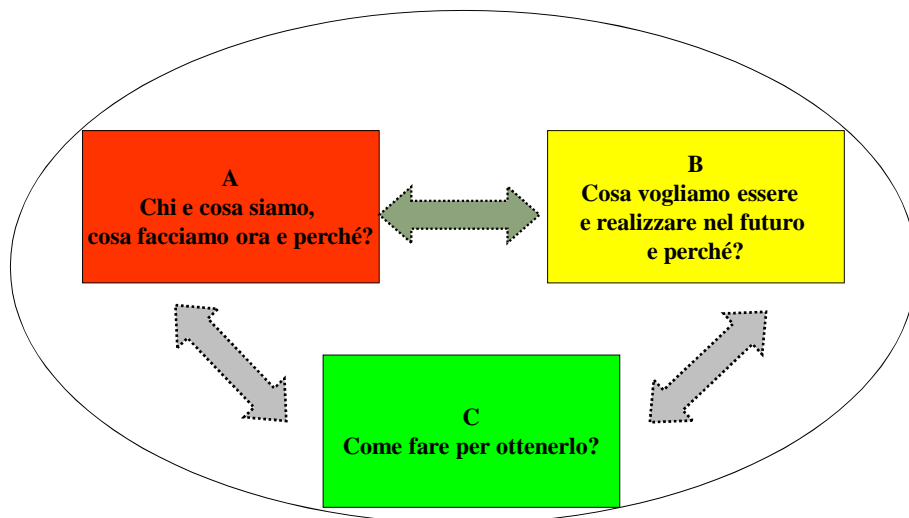 A
Chi e cosa siamo,
cosa facciamo ora e perché?
B
Cosa vogliamo essere
e realizzare nel futuro
e perché?
C
Come fare per ottenerlo?